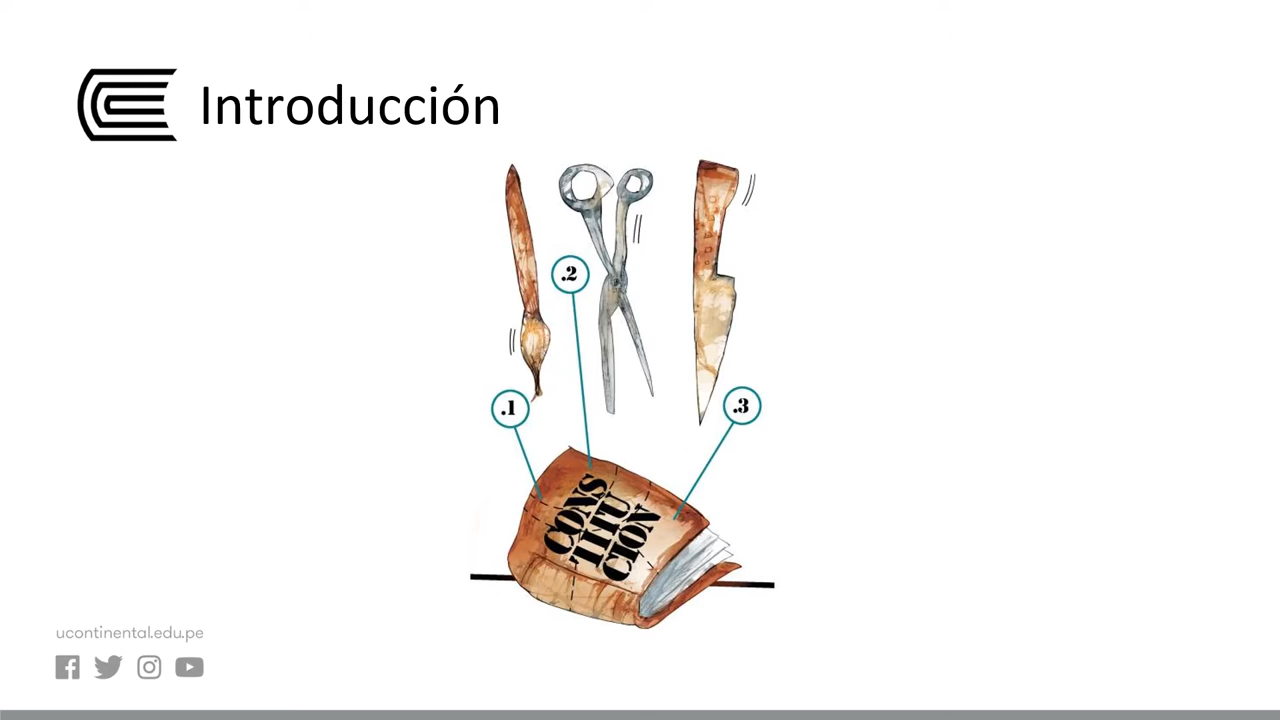 Introducción
.2
.1
.3
CONS
TITU
CION
ucontinental.edu.pe